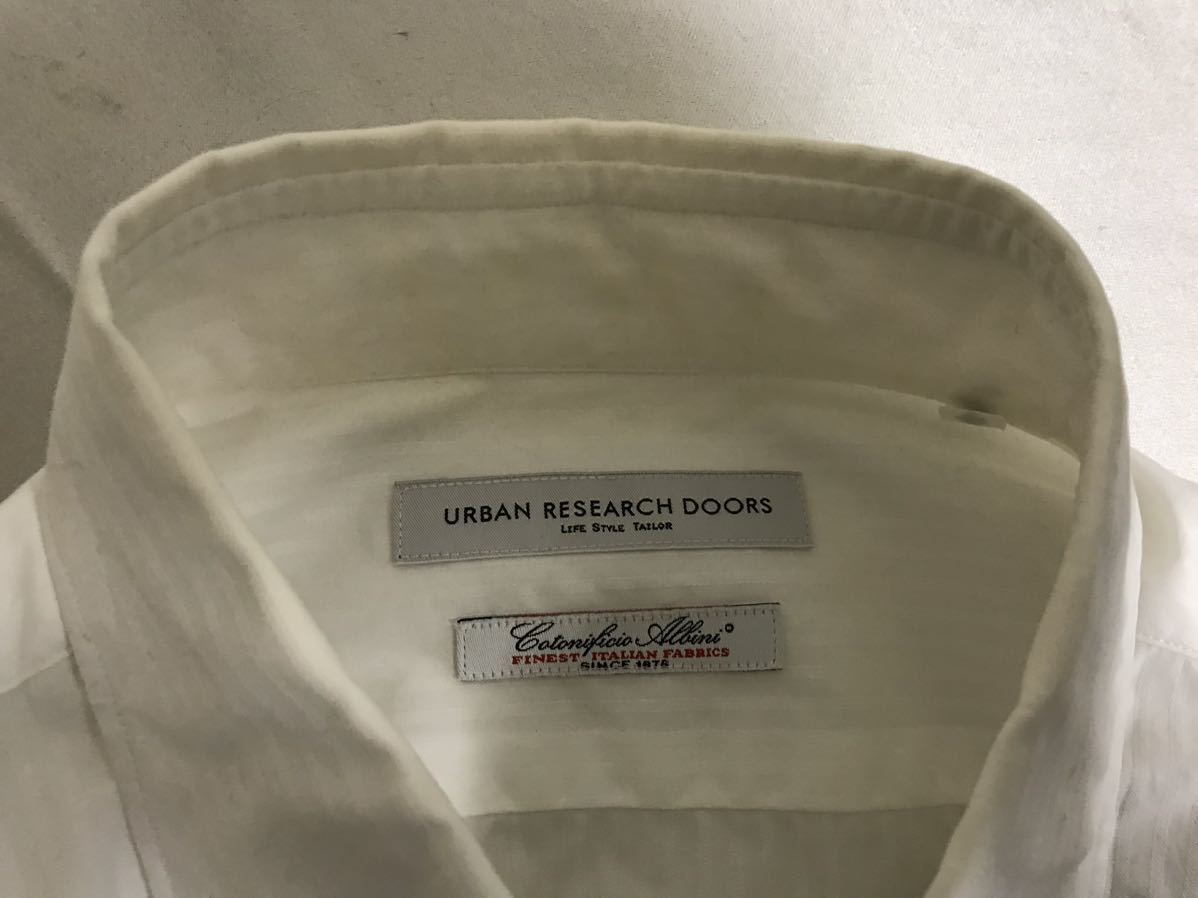 URBAN RESEARCH DOORS
LIFE STYLE TAILOR
Cotonificio Albini®
FINEST ITALIAN FABRICS
SINCE 1876